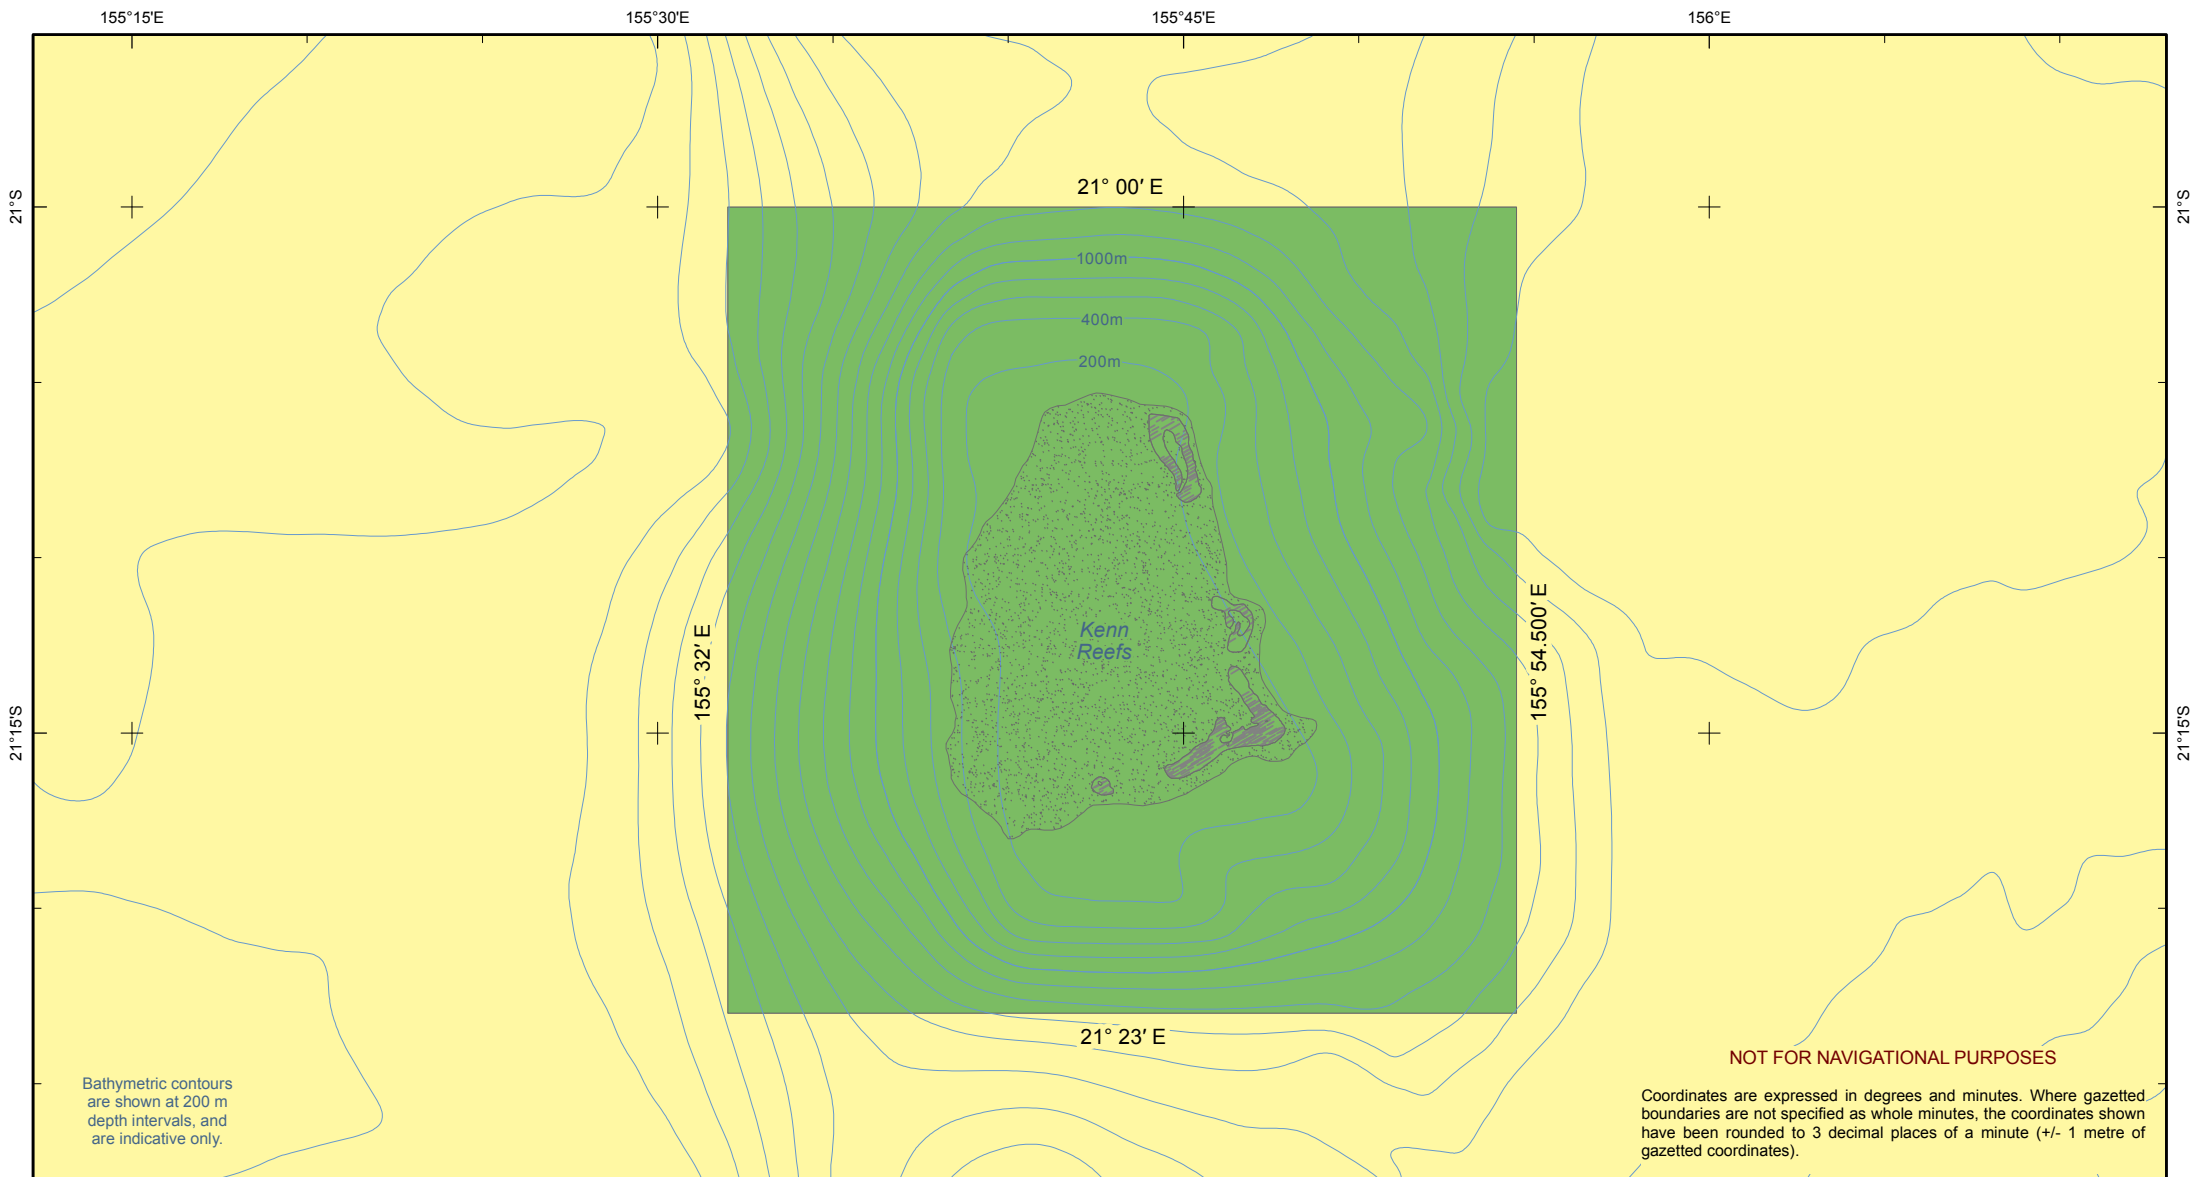 155°15'E
155°30'E
155°45'E
156°E
21°S
21°S
21° 00′ E
1000m
400m
200m
Kenn
Reefs
155° 32′ E
155° 54.500′ E
21°15'S
21°15'S
21° 23′ E
NOT FOR NAVIGATIONAL PURPOSES
Bathymetric contours
are shown at 200 m
depth intervals, and
are indicative only.
Coordinates are expressed in degrees and minutes. Where gazetted
boundaries are not specified as whole minutes, the coordinates shown
have been rounded to 3 decimal places of a minute (+/- 1 metre of
gazetted coordinates).